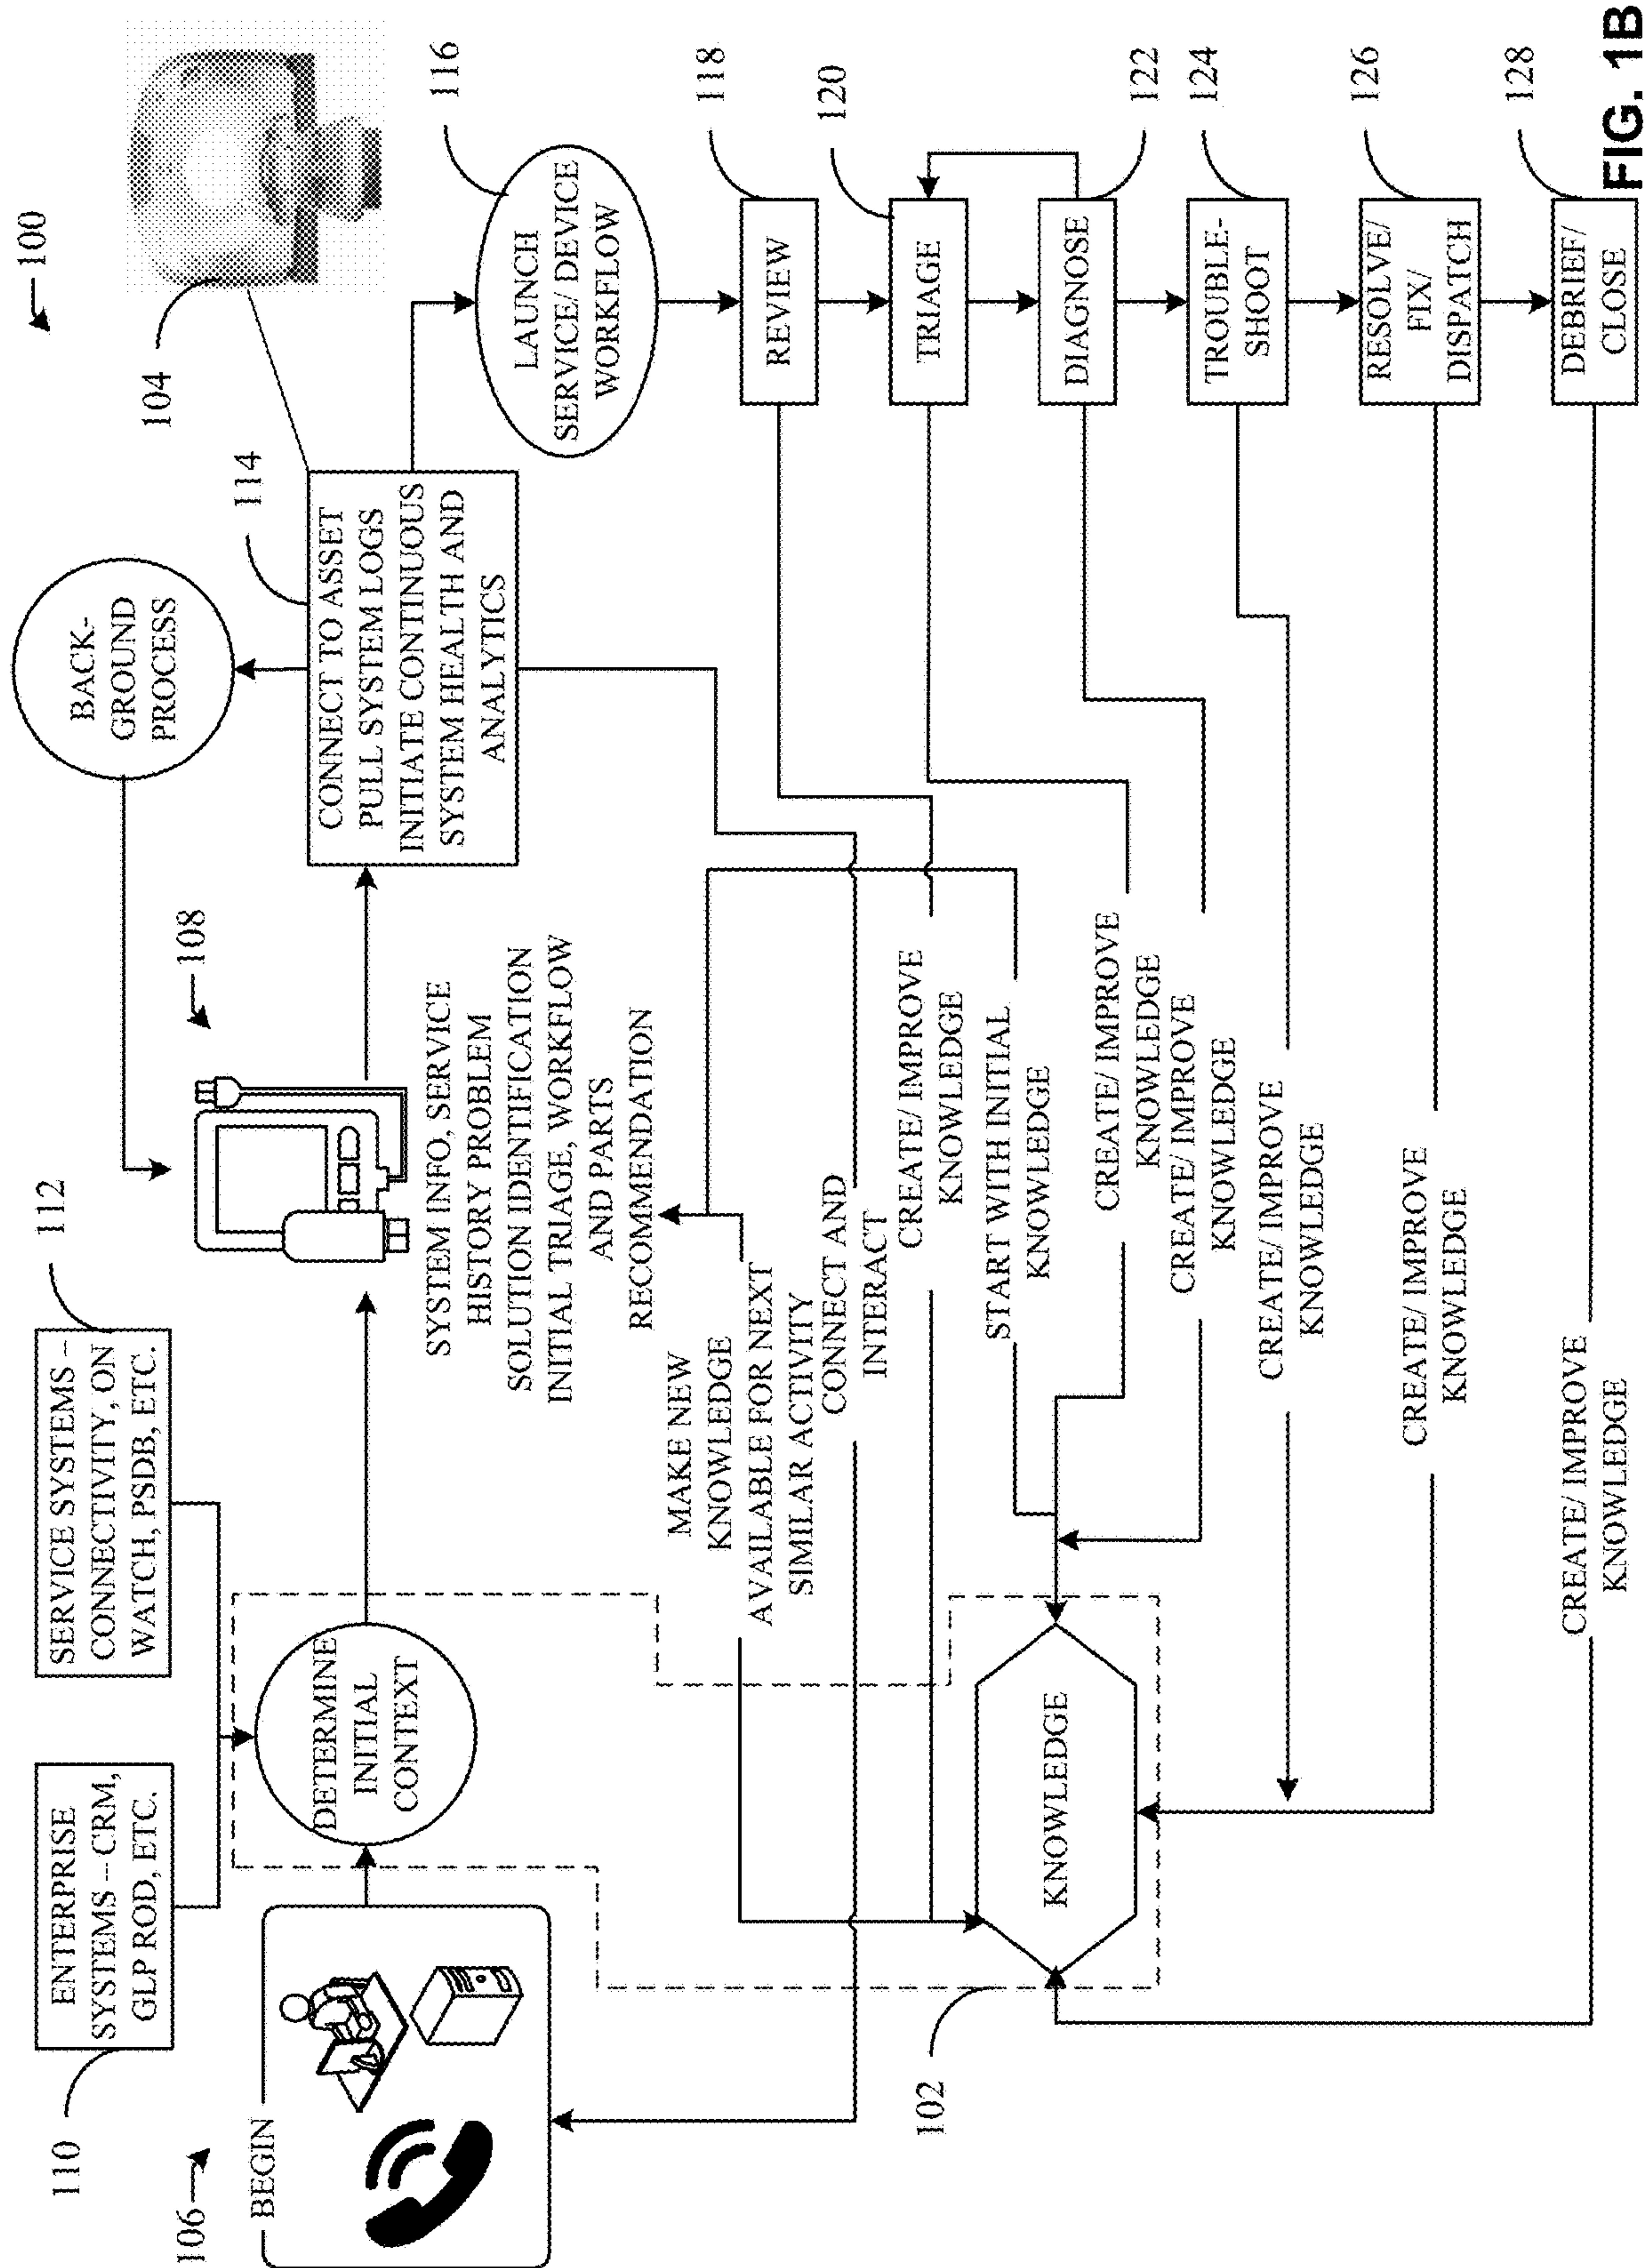 100
106
BEGIN
110
ENTERPRISE
SYSTEMS – CRM,
GLP ROD, ETC.
112
SERVICE SYSTEMS –
CONNECTIVITY, ON
WATCH, PSDB, ETC.
DETERMINE
INITIAL
CONTEXT
108
SYSTEM INFO, SERVICE
HISTORY PROBLEM
SOLUTION IDENTIFICATION
INITIAL TRIAGE, WORKFLOW
AND PARTS
RECOMMENDATION
BACK-
GROUND
PROCESS
114
CONNECT TO ASSET
PULL SYSTEM LOGS
INITIATE CONTINUOUS
SYSTEM HEALTH AND
ANALYTICS
104
116
LAUNCH
SERVICE/ DEVICE
WORKFLOW
MAKE NEW
KNOWLEDGE
AVAILABLE FOR NEXT
SIMILAR ACTIVITY
CONNECT AND
INTERACT
CREATE/ IMPROVE
KNOWLEDGE
START WITH INITIAL
KNOWLEDGE
118
REVIEW
120
TRIAGE
102
KNOWLEDGE
CREATE/ IMPROVE
KNOWLEDGE
122
DIAGNOSE
CREATE/ IMPROVE
KNOWLEDGE
124
TROUBLE-
SHOOT
CREATE/ IMPROVE
KNOWLEDGE
126
RESOLVE/
FIX/
DISPATCH
CREATE/ IMPROVE
KNOWLEDGE
128
DEBRIEF/
CLOSE
CREATE/ IMPROVE
KNOWLEDGE
FIG. 1B